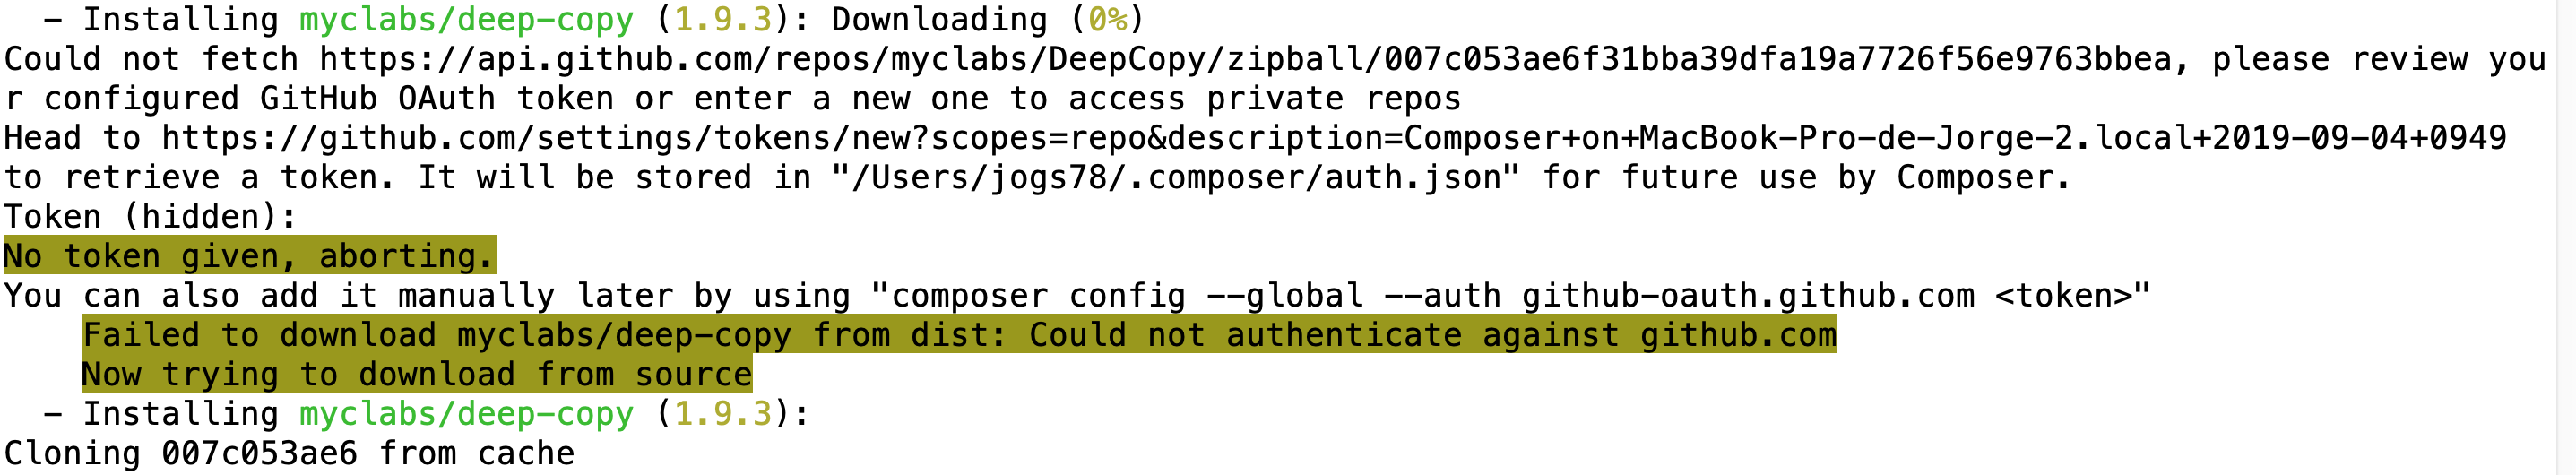 - Installing myclabs/deep-copy (1.9.3): Downloading (0%)
Could not fetch https://api.github.com/repos/myclabs/DeepCopy/zipball/007c053ae6f31bba39dfa19a7726f56e9763bbea, please review you
r configured GitHub OAuth token or enter a new one to access private repos
Head to https://github.com/settings/tokens/new?scopes=repo&description=Composer+on+MacBook-Pro-de-Jorge-2.local+2019-09-04+0949
to retrieve a token. It will be stored in "/Users/jogs78/.composer/auth.json" for future use by Composer.
Token (hidden):
No token given, aborting.
You can also add it manually later by using "composer config --global --auth github-oauth.github.com <token>"
Failed to download myclabs/deep-copy from dist: Could not authenticate against github.com
Now trying to download from source
- Installing myclabs/deep-copy (1.9.3):
Cloning 007c053ae6 from cache